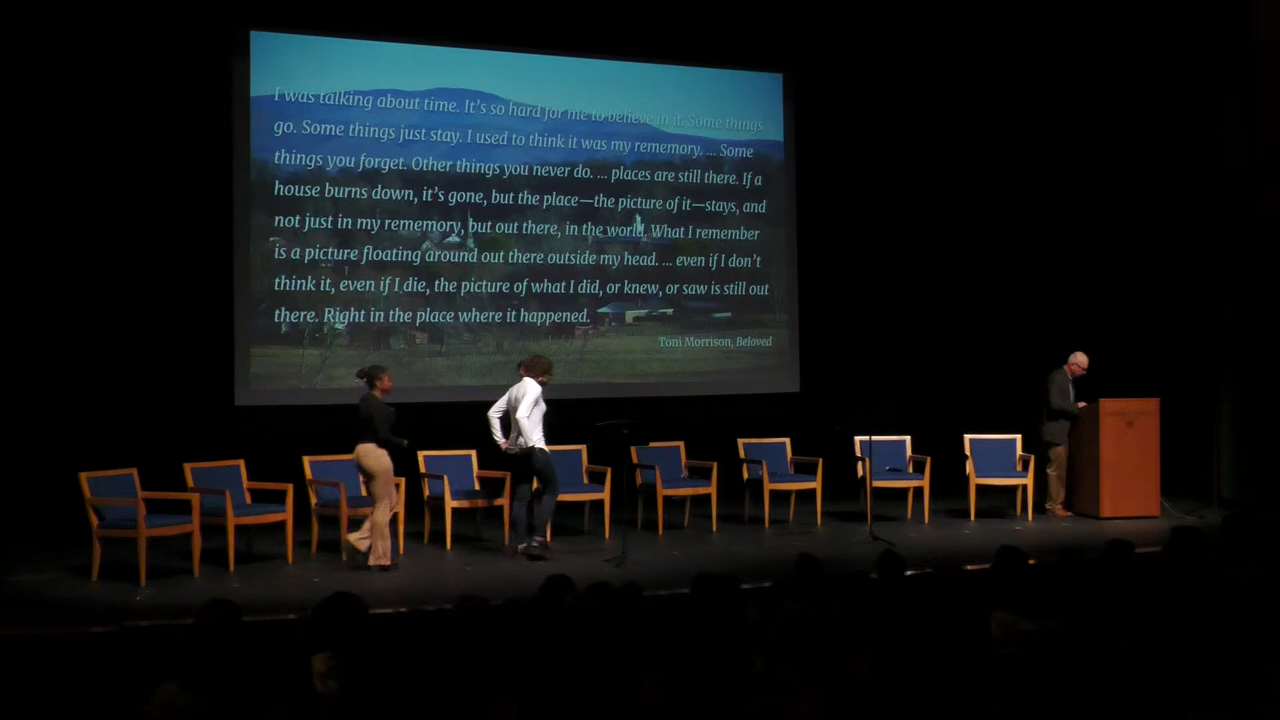 I was talking about time. It's so hard for me to believe in it. Some things
go. Some things just stay. I used to think it was my rememory. ... Some
things you forget. Other things you never do. ... places are still there. If a
house burns down, it's gone, but the place—the picture of it—stays, and
not just in my rememory, but out there, in the world. What I remember
is a picture floating around out there outside my head. ... even if I don't
think it, even if I die, the picture of what I did, or knew, or saw is still out
there. Right in the place where it happened.
Toni Morrison, Beloved